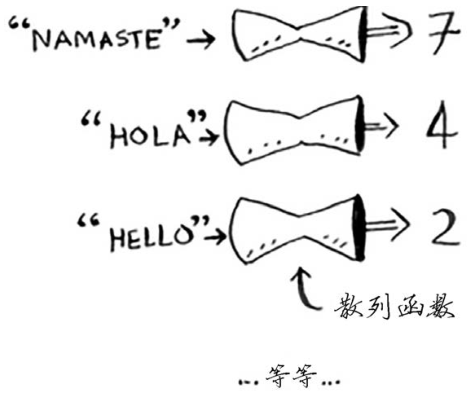 “NAMASTE” → 7
“HOLA” → 4
“HELLO” → 2
散列函数
...等等...